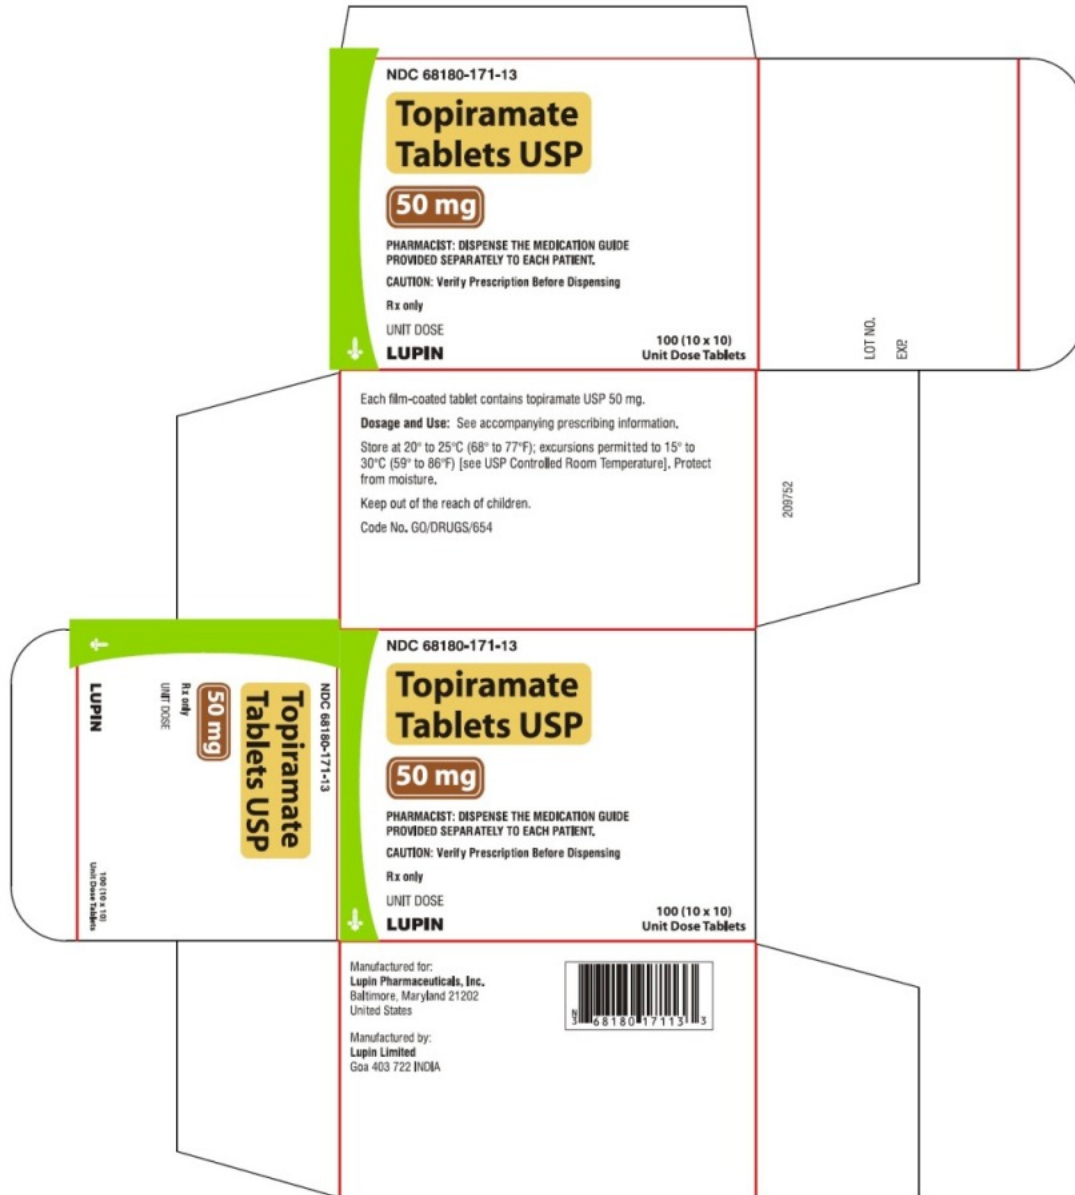 NDC 68180-171-13
Topiramate
Tablets USP
50 mg
PHARMACIST: DISPENSE THE MEDICATION GUIDE
PROVIDED SEPARATELY TO EACH PATIENT.
CAUTION: Verify Prescription Before Dispensing
Rx only
UNIT DOSE
LUPIN
100 (10 x 10)
Unit Dose Tablets
LOT NO.
EXP.
Each film-coated tablet contains topiramate USP 50 mg.
Dosage and Use: See accompanying prescribing information.
Store at 20° to 25°C (68° to 77°F); excursions permitted to 15° to
30°C (59° to 86°F) [see USP Controlled Room Temperature]. Protect
from moisture.
Keep out of the reach of children.
Code No. GO/DRUGS/654
209752
NDC 68180-171-13
Topiramate
Tablets USP
50 mg
Rx only
UNIT DOSE
LUPIN
100 (10 x 10)
Unit Dose Tablets
NDC 68180-171-13
Topiramate
Tablets USP
50 mg
PHARMACIST: DISPENSE THE MEDICATION GUIDE
PROVIDED SEPARATELY TO EACH PATIENT.
CAUTION: Verify Prescription Before Dispensing
Rx only
UNIT DOSE
LUPIN
100 (10 x 10)
Unit Dose Tablets
Manufactured for:
Lupin Pharmaceuticals, Inc.
Baltimore, Maryland 21202
United States
Manufactured by:
Lupin Limited
Goa 403 722 INDIA
N 3 68180 17113 3